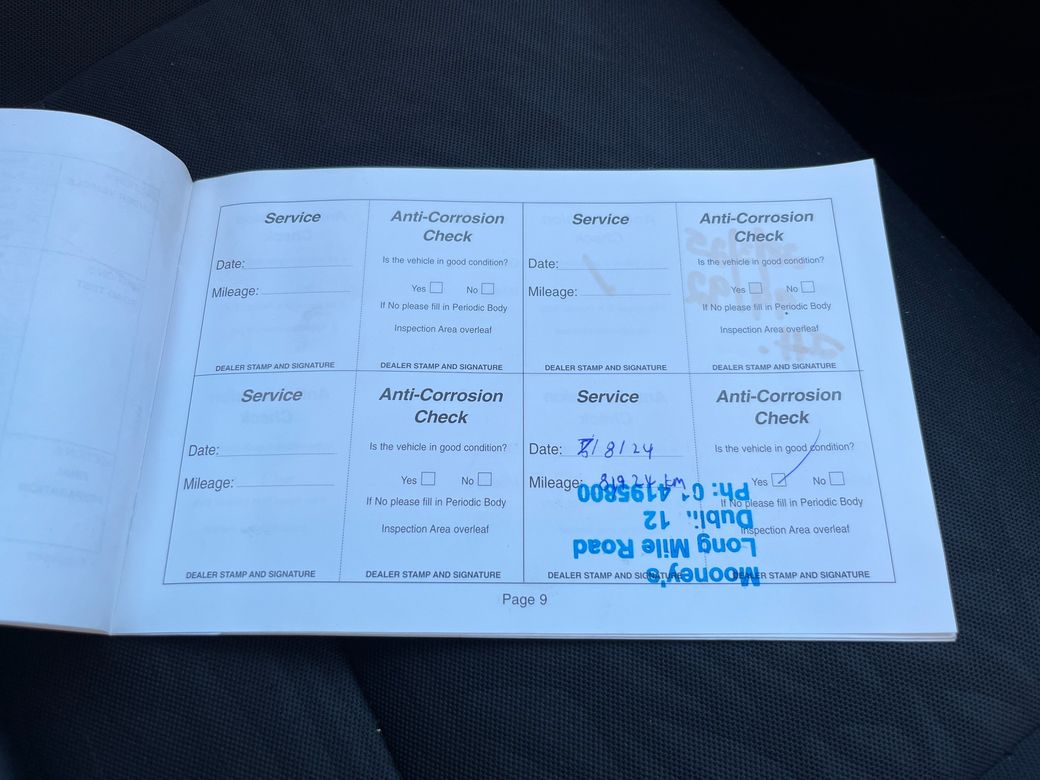 Service
Date:
Mileage:
DEALER STAMP AND SIGNATURE
Anti-Corrosion
Check
Is the vehicle in good condition?
Yes No
If No please fill in Periodic Body
Inspection Area overleaf
DEALER STAMP AND SIGNATURE
Service
Date:
Mileage:
DEALER STAMP AND SIGNATURE
Anti-Corrosion
Check
Is the vehicle in good condition?
Yes No
If No please fill in Periodic Body
Inspection Area overleaf
DEALER STAMP AND SIGNATURE
Service
Date:
Mileage:
DEALER STAMP AND SIGNATURE
Anti-Corrosion
Check
Is the vehicle in good condition?
Yes No
If No please fill in Periodic Body
Inspection Area overleaf
DEALER STAMP AND SIGNATURE
Service
Date: /8/24
Mileage: km
DEALER STAMP AND SIGNATURE
Anti-Corrosion
Check
Is the vehicle in good condition?
Yes No
If No please fill in Periodic Body
Inspection Area overleaf
DEALER STAMP AND SIGNATURE
Mooney's
Long Mile Road
12
Ph: 4195800
Page 9